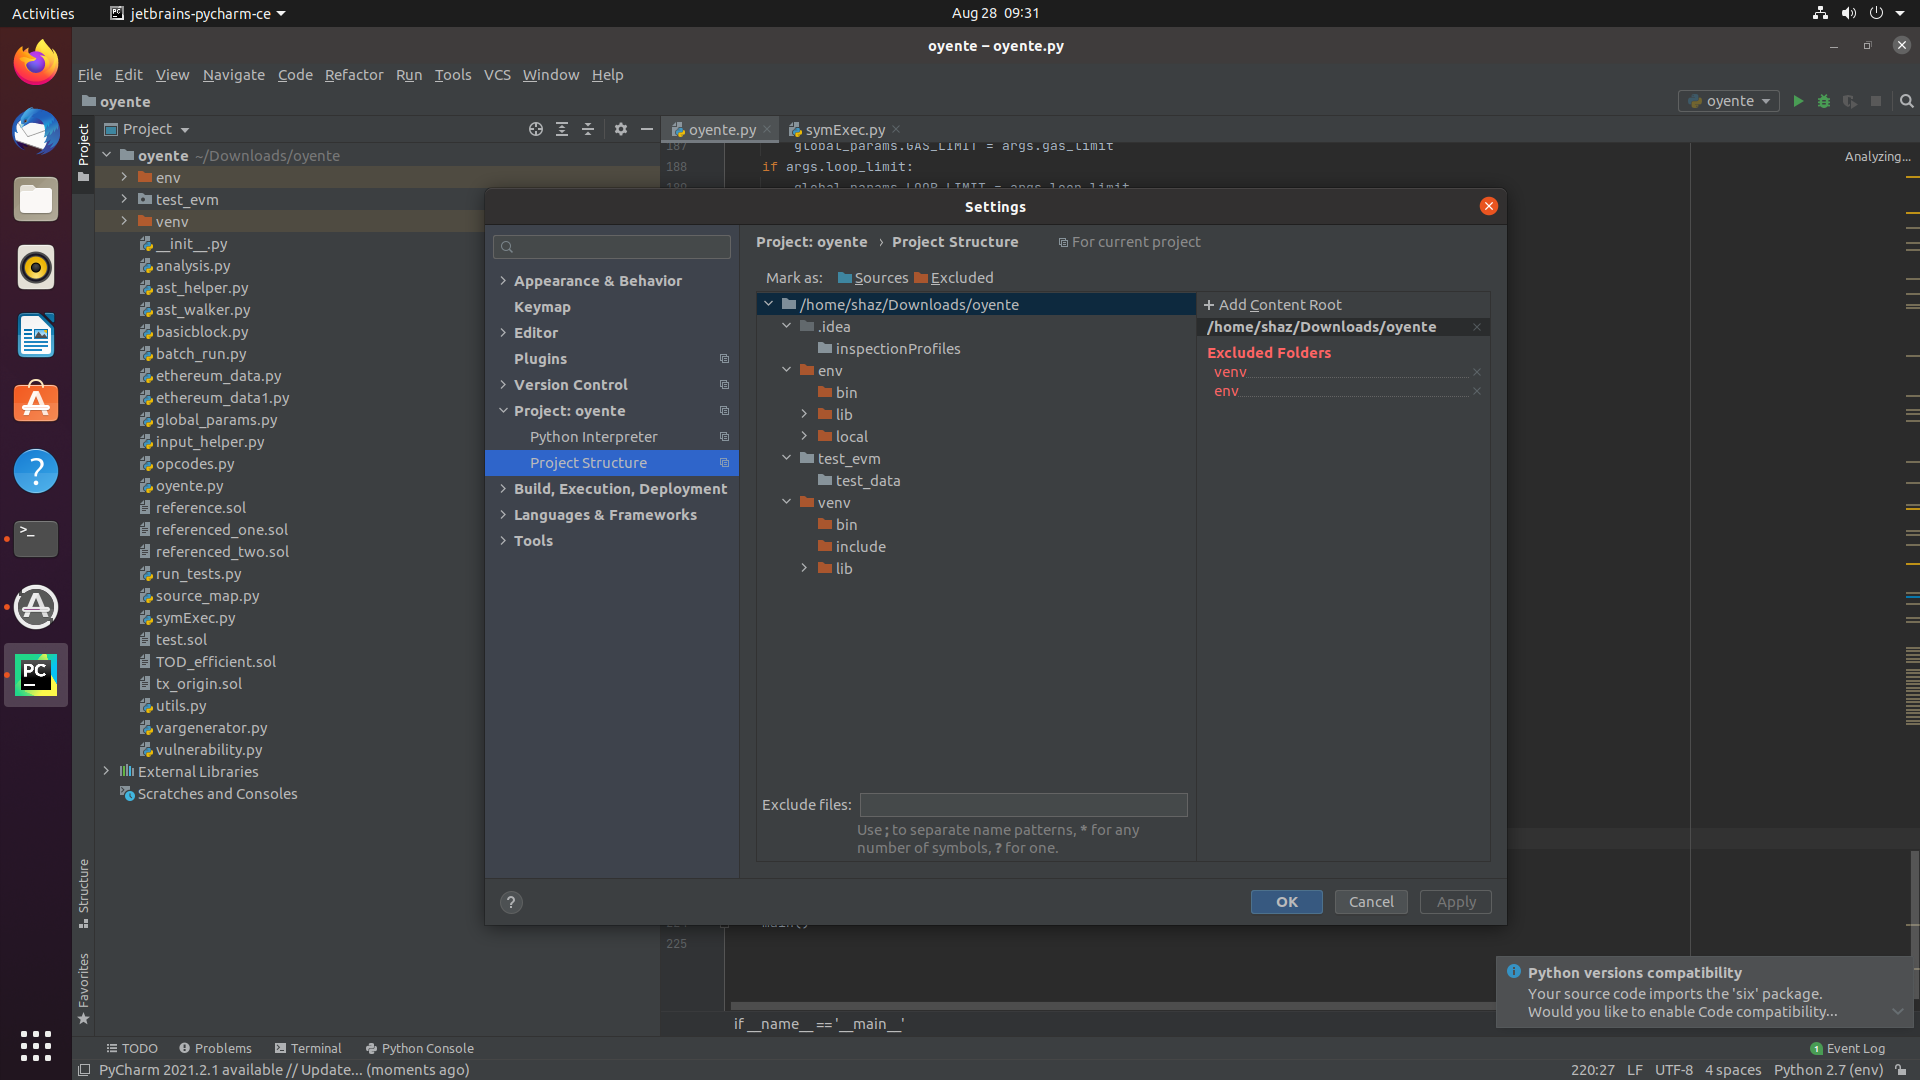 Activities
jetbrains-pycharm-ce
Aug 28 09:31
oyente – oyente.py
File Edit View Navigate Code Refactor Run Tools VCS Window Help
oyente
oyente
Project
Project
oyente ~/Downloads/oyente
env
test_evm
venv
__init__.py
analysis.py
ast_helper.py
ast_walker.py
basicblock.py
batch_run.py
ethereum_data.py
ethereum_data1.py
global_params.py
input_helper.py
opcodes.py
oyente.py
reference.sol
referenced_one.sol
referenced_two.sol
run_tests.py
source_map.py
symExec.py
test.sol
TOD_efficient.sol
tx_origin.sol
utils.py
vargenerator.py
vulnerability.py
External Libraries
Scratches and Consoles
Structure
Favorites
oyente.py
symExec.py
187 global_params.GAS_LIMIT = args.gas_limit
188 if args.loop_limit:
189 global_params.LOOP_LIMIT = args.loop_limit
Analyzing...
Settings
Appearance & Behavior
Keymap
Editor
Plugins
Version Control
Project: oyente
Python Interpreter
Project Structure
Build, Execution, Deployment
Languages & Frameworks
Tools
Project: oyente › Project Structure
For current project
Mark as: Sources Excluded
/home/shaz/Downloads/oyente
.idea
inspectionProfiles
env
bin
lib
local
test_evm
test_data
venv
bin
include
lib
+ Add Content Root
/home/shaz/Downloads/oyente
Excluded Folders
venv
env
Exclude files:
Use ; to separate name patterns, * for any
number of symbols, ? for one.
?
OK
Cancel
Apply
224 main()
225
if __name__ == '__main__'
Python versions compatibility
Your source code imports the 'six' package.
Would you like to enable Code compatibility...
TODO
Problems
Terminal
Python Console
1 Event Log
PyCharm 2021.2.1 available // Update... (moments ago)
220:27 LF UTF-8 4 spaces Python 2.7 (env)